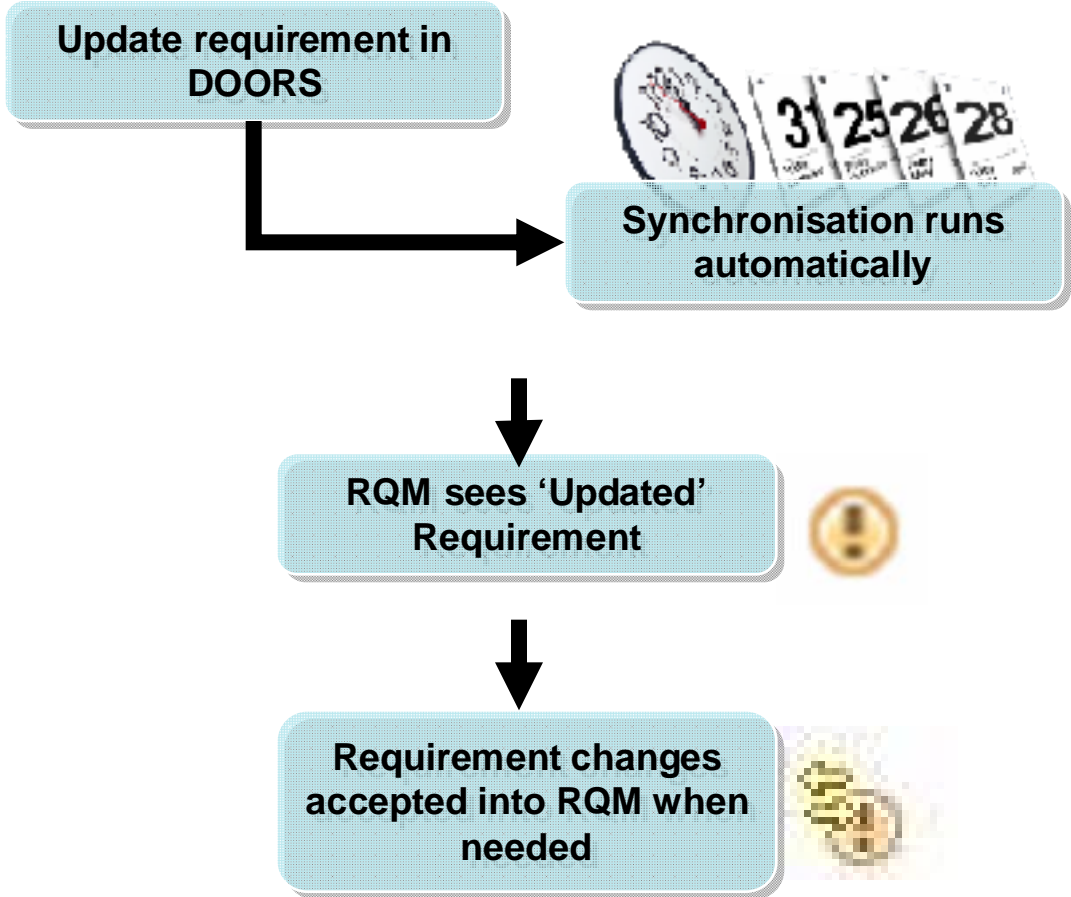 Update requirement in
DOORS
31 25 26 28
Synchronisation runs
automatically
RQM sees ‘Updated’
Requirement
Requirement changes
accepted into RQM when
needed